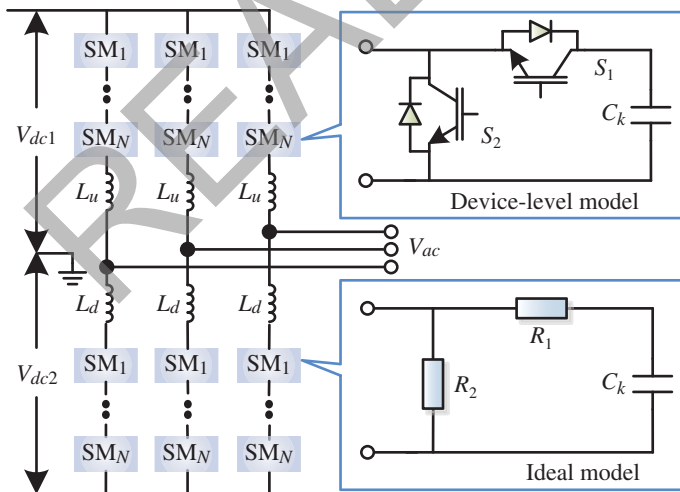 SM1 SM1 SM1
SMN SMN SMN
Vdc1
Lu Lu Lu
S1
S2
Ck
Device-level model
Vac
Ld Ld Ld
Vdc2
SM1 SM1 SM1
SMN SMN SMN
R1
R2
Ck
Ideal model